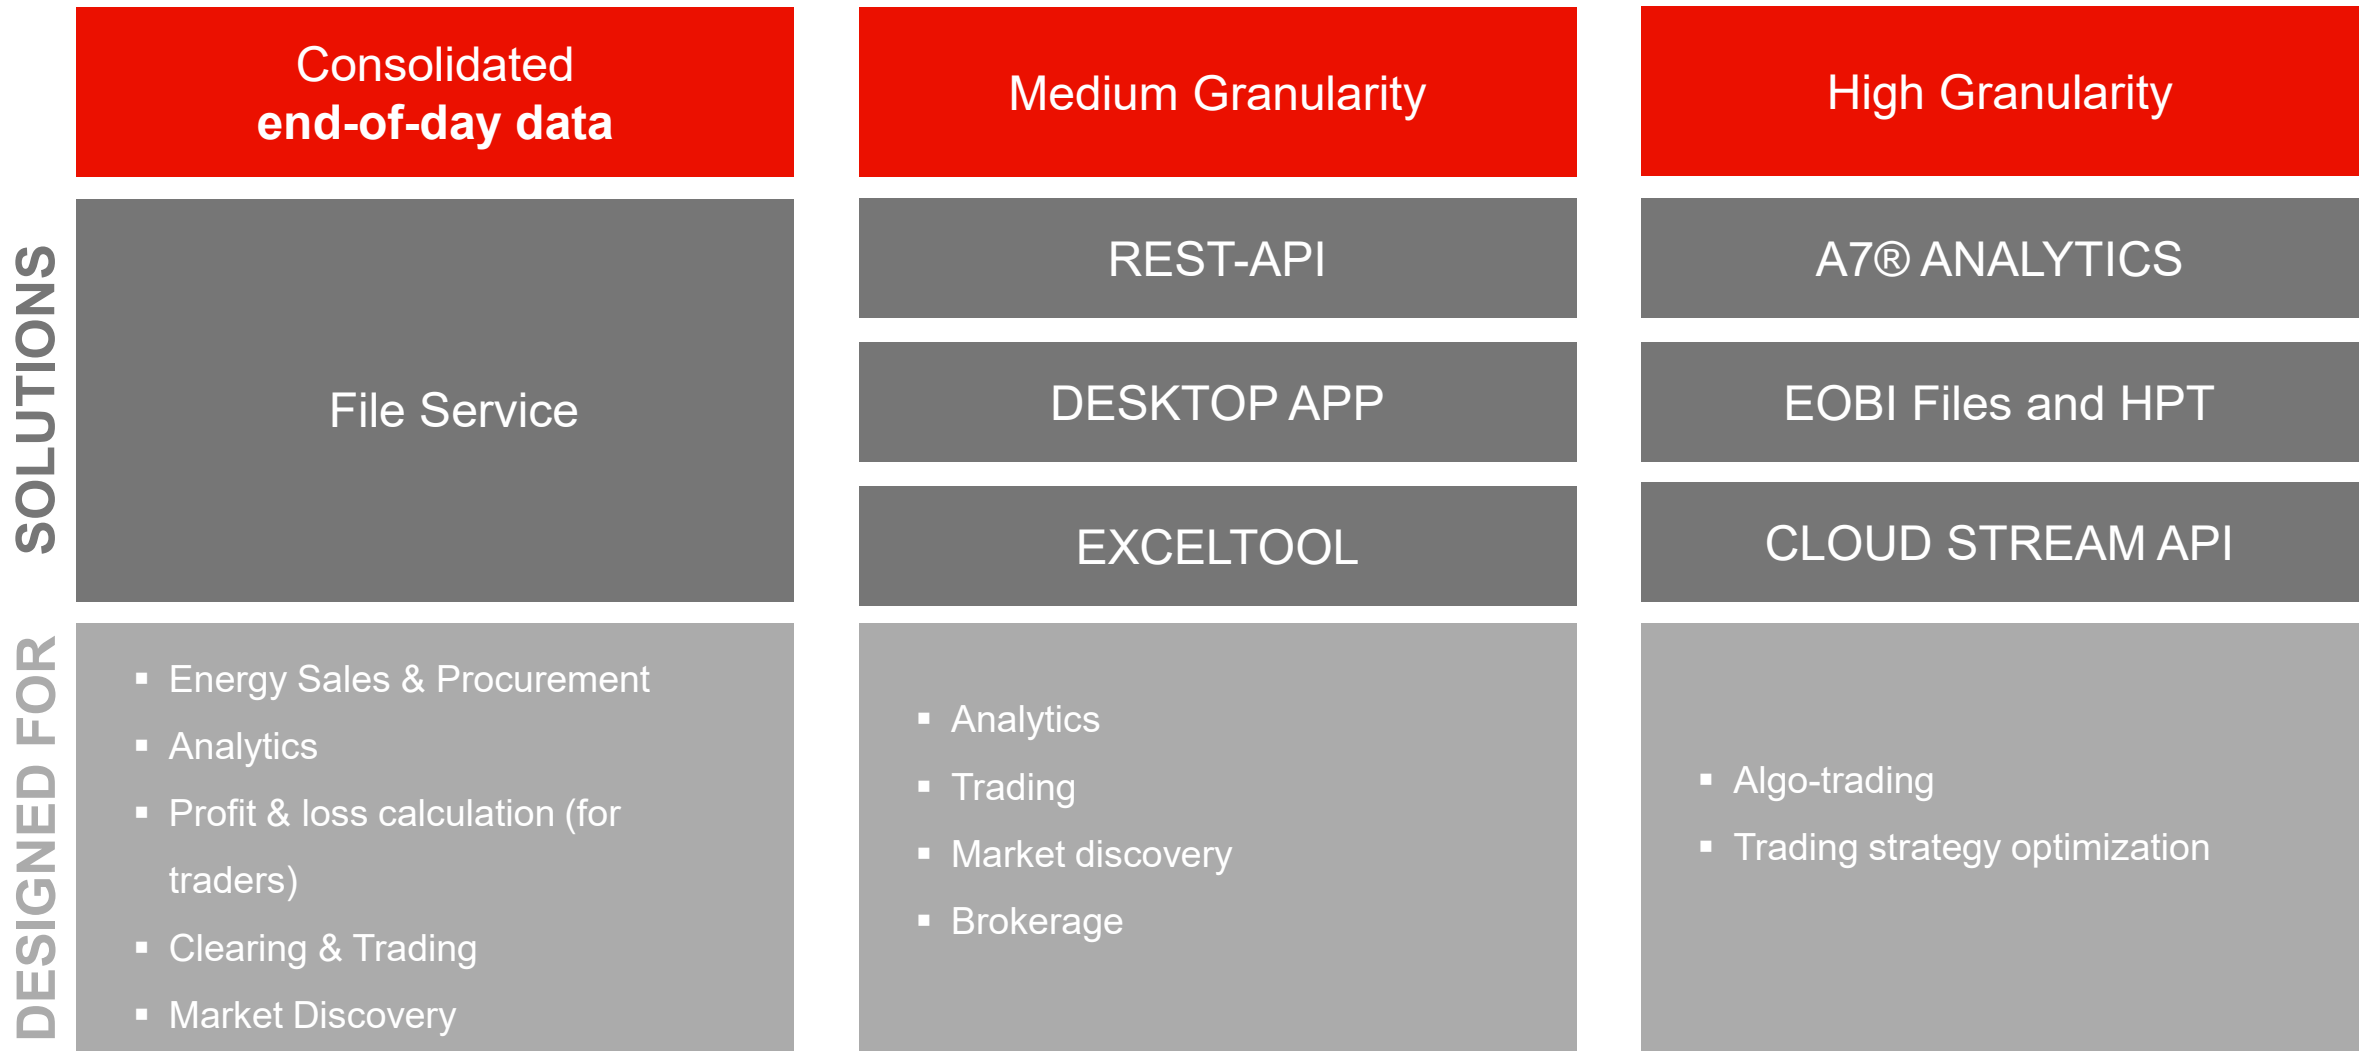 Consolidated
end-of-day data
Medium Granularity
High Granularity
SOLUTIONS
File Service
REST-API
DESKTOP APP
EXCELTOOL
A7® ANALYTICS
EOBI Files and HPT
CLOUD STREAM API
DESIGNED FOR
▪ Energy Sales & Procurement
▪ Analytics
▪ Profit & loss calculation (for
traders)
▪ Clearing & Trading
▪ Market Discovery
▪ Analytics
▪ Trading
▪ Market discovery
▪ Brokerage
▪ Algo-trading
▪ Trading strategy optimization